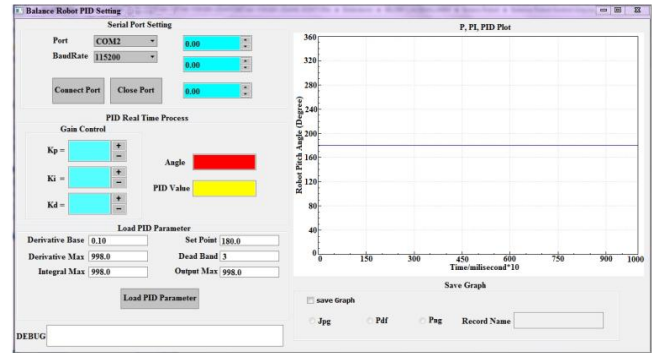 Balance Robot PID Setting
Serial Port Setting
Port COM2 0.00
BaudRate 115200 0.00
Connect Port Close Port 0.00
PID Real Time Process
Gain Control
Kp = + −
Ki = + −
Kd = + −
Angle
PID Value
Load PID Parameter
Derivative Base 0.10 Set Point 180.0
Derivative Max 998.0 Dead Band 3
Integral Max 998.0 Output Max 998.0
Load PID Parameter
DEBUG
P, PI, PID Plot
Robot Pitch Angle (Degree)
360
320
280
240
200
160
120
80
40
0
0 150 300 450 600 750 900 1000
Time/milisecond*10
Save Graph
save Graph
Jpg Pdf Png Record Name